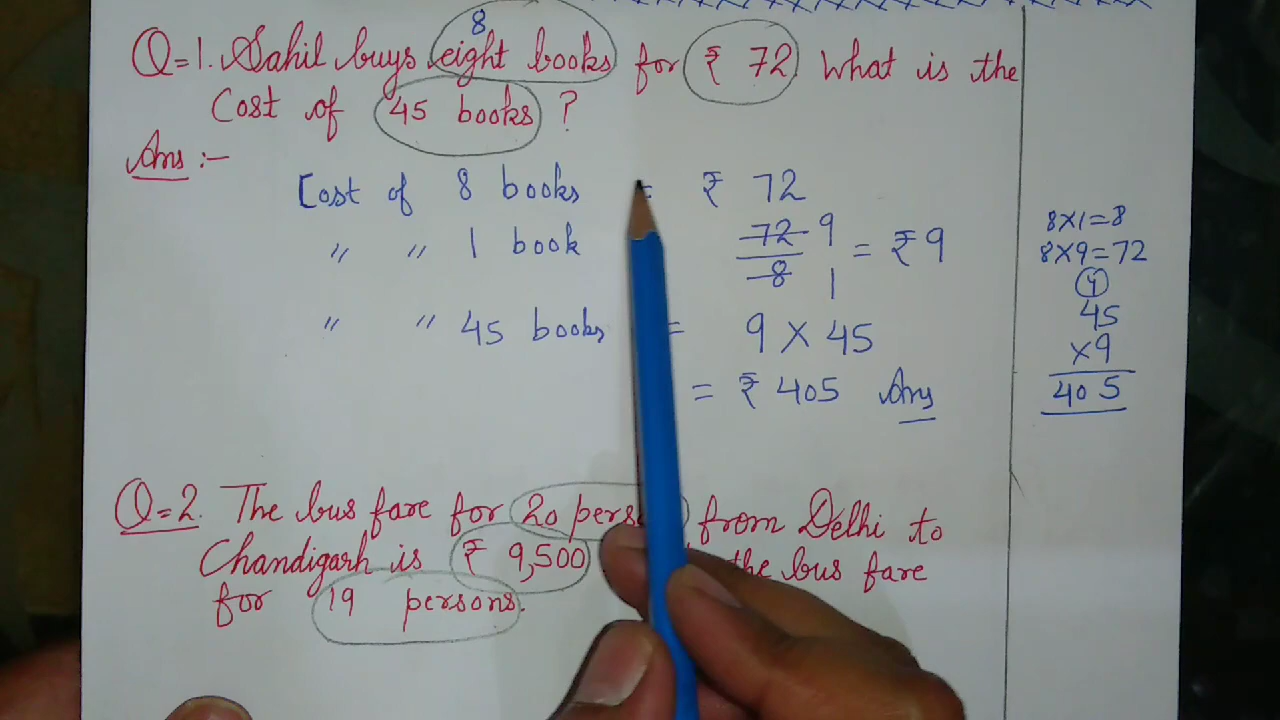 8
Q=1. Sahil buys eight books for ₹ 72 What is the
Cost of 45 books ?
Ans :-
Cost of 8 books = ₹ 72
" " 1 book 72/8 9 1 = ₹ 9
" " 45 books = 9 × 45
= ₹ 405 Ans
8×1=8
8×9=72
4
45
×9
405
Q=2. The bus fare for 20 from Delhi to
Chandigarh is ₹ 9,500 the bus fare
for 19 persons.